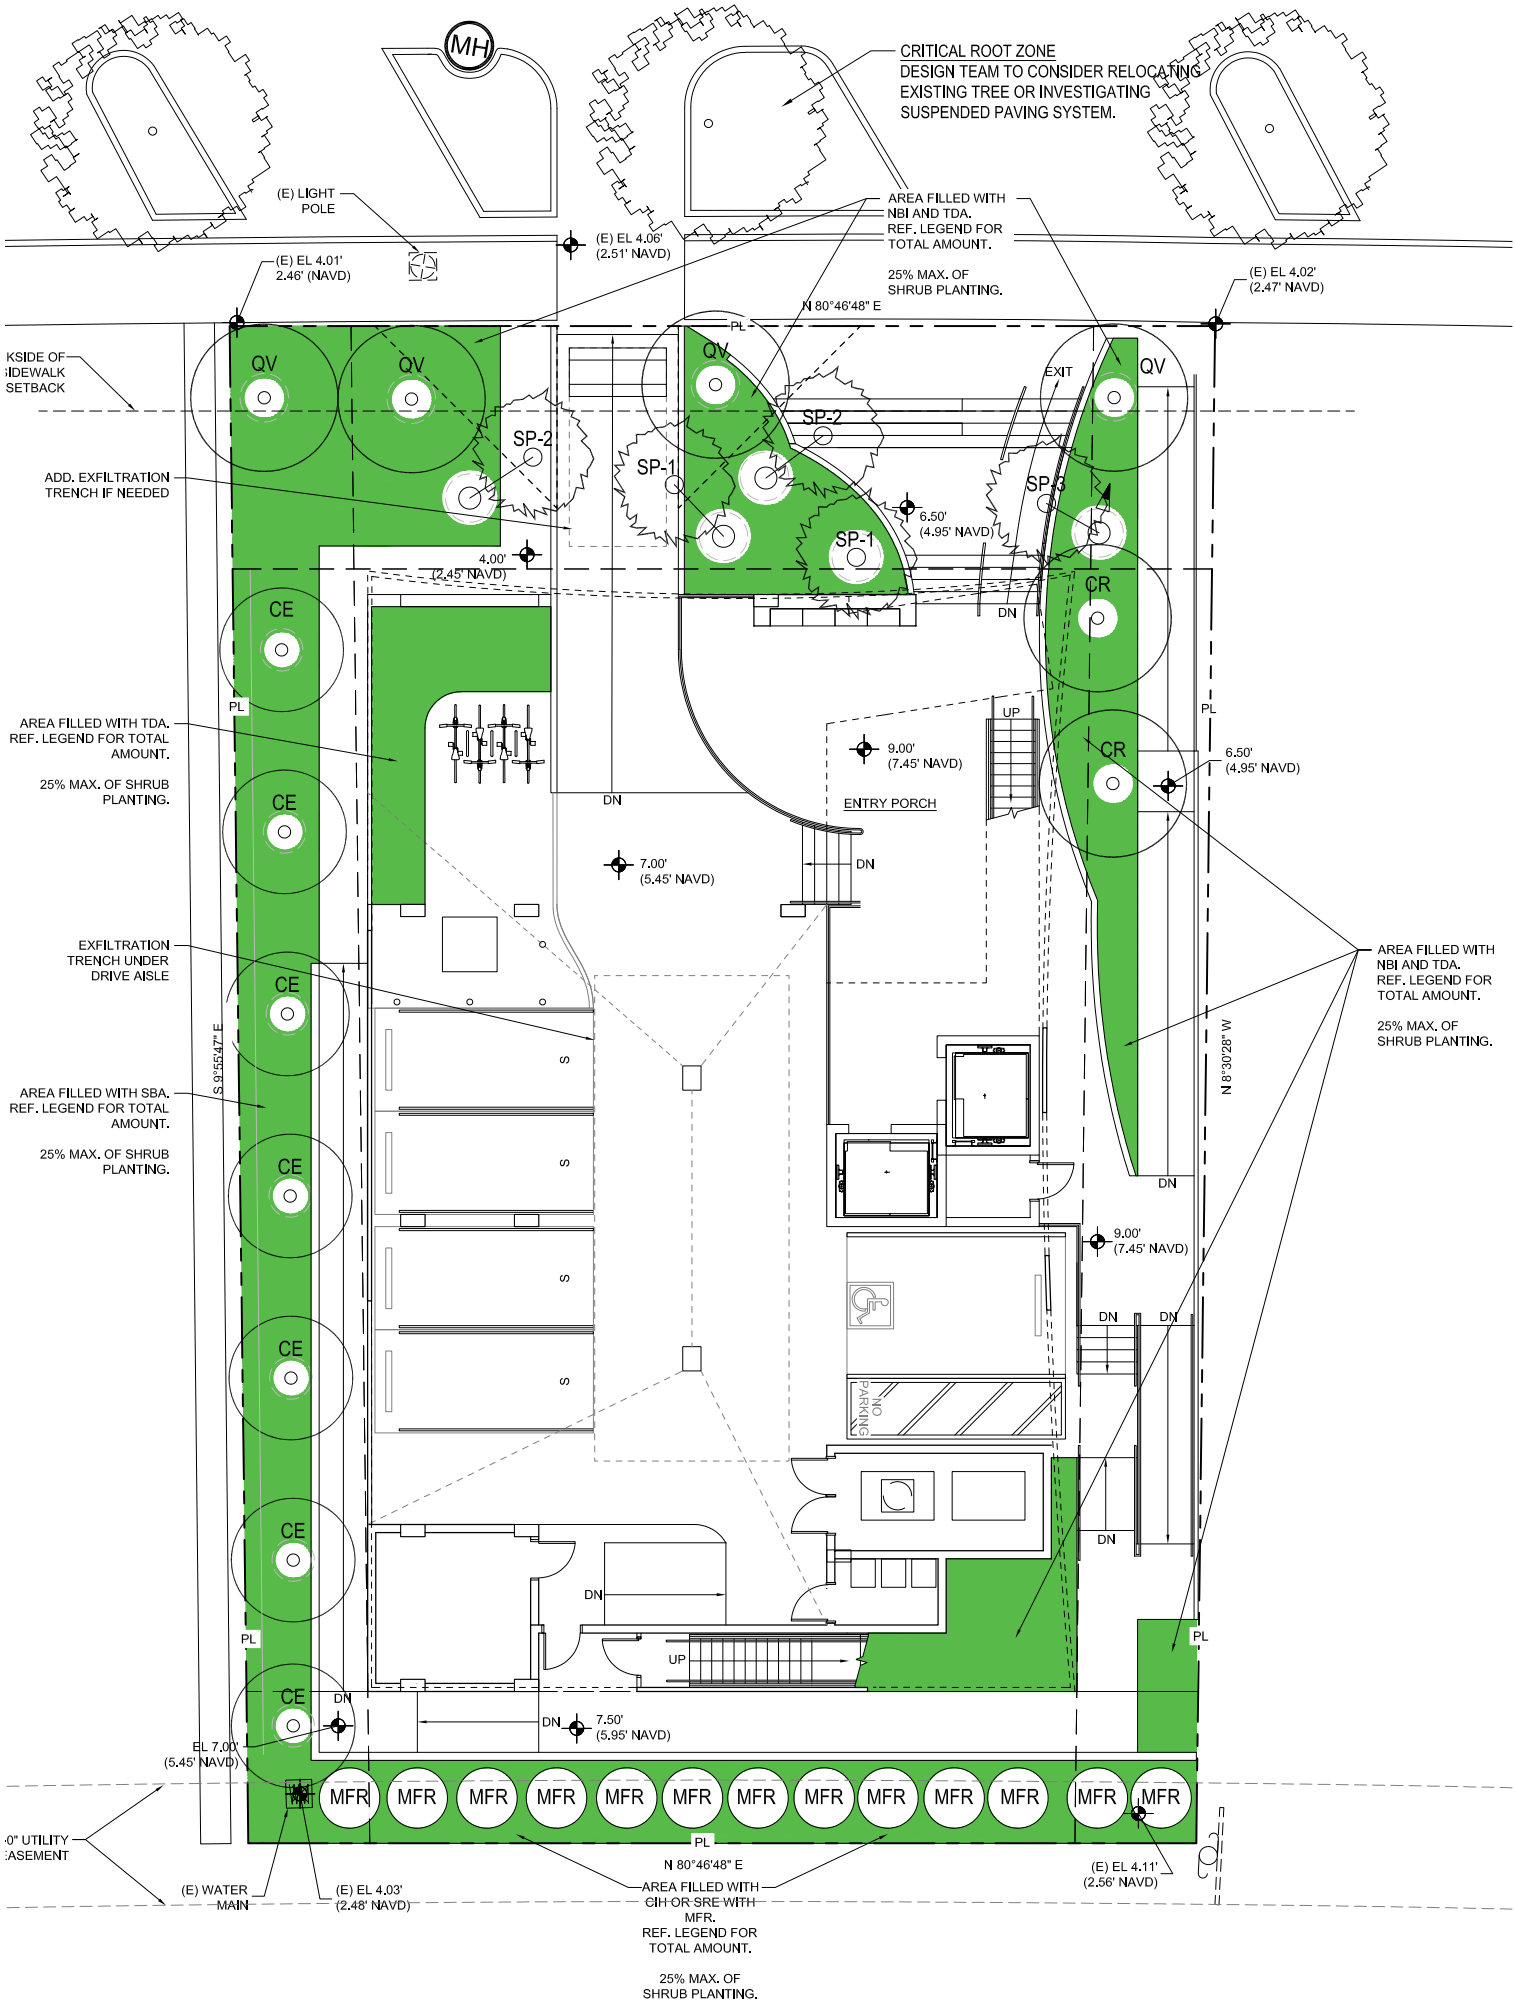 MH
CRITICAL ROOT ZONE
DESIGN TEAM TO CONSIDER RELOCATING
EXISTING TREE OR INVESTIGATING
SUSPENDED PAVING SYSTEM.
(E) LIGHT
POLE
AREA FILLED WITH
NBI AND TDA.
REF. LEGEND FOR
TOTAL AMOUNT.
25% MAX. OF
SHRUB PLANTING.
(E) EL 4.06'
(2.51' NAVD)
(E) EL 4.01'
2.46' (NAVD)
(E) EL 4.02'
(2.47' NAVD)
N 80°46'48" E
PL
KSIDE OF
SIDEWALK
SETBACK
QV
QV
QV
QV
EXIT
SP-2
SP-2
SP-1
SP-3
SP-1
ADD. EXFILTRATION
TRENCH IF NEEDED
6.50'
(4.95' NAVD)
4.00'
(2.45' NAVD)
CE
CR
DN
PL
PL
UP
AREA FILLED WITH TDA.
REF. LEGEND FOR TOTAL
AMOUNT.
25% MAX. OF SHRUB
PLANTING.
9.00'
(7.45' NAVD)
CR
6.50'
(4.95' NAVD)
CE
DN
ENTRY PORCH
7.00'
(5.45' NAVD)
DN
EXFILTRATION
TRENCH UNDER
DRIVE AISLE
AREA FILLED WITH
NBI AND TDA.
REF. LEGEND FOR
TOTAL AMOUNT.
25% MAX. OF
SHRUB PLANTING.
CE
S 9°55'47" E
N 8°30'28" W
S
AREA FILLED WITH SBA.
REF. LEGEND FOR TOTAL
AMOUNT.
25% MAX. OF SHRUB
PLANTING.
S
CE
DN
9.00'
(7.45' NAVD)
S
DN
DN
CE
S
NO
PARKING
CE
DN
DN
PL
PL
UP
CE
DN
EL 7.00'
(5.45' NAVD)
DN
7.50'
(5.95' NAVD)
MFR MFR MFR MFR MFR MFR MFR MFR MFR MFR MFR MFR MFR
-0" UTILITY
EASEMENT
PL
N 80°46'48" E
(E) WATER
MAIN
(E) EL 4.03'
(2.48' NAVD)
(E) EL 4.11'
(2.56' NAVD)
AREA FILLED WITH
CIH OR SRE WITH
MFR.
REF. LEGEND FOR
TOTAL AMOUNT.
25% MAX. OF
SHRUB PLANTING.